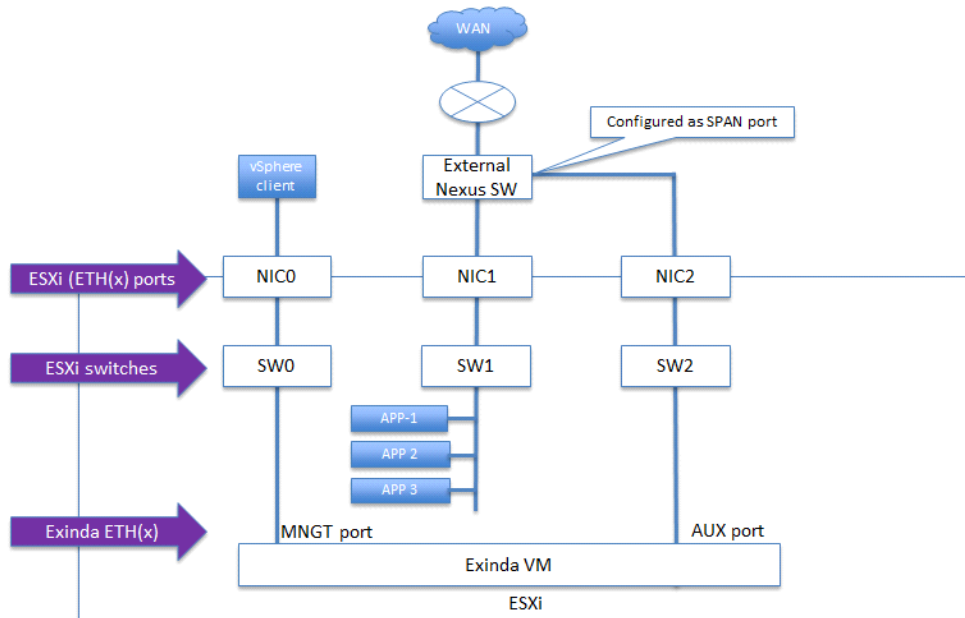 WAN
Configured as SPAN port
External
Nexus SW
vSphere
client
ESXi (ETH(x) ports
NIC0
NIC1
NIC2
ESXi switches
SW0
SW1
SW2
APP-1
APP 2
APP 3
Exinda ETH(x)
MNGT port
AUX port
Exinda VM
ESXi